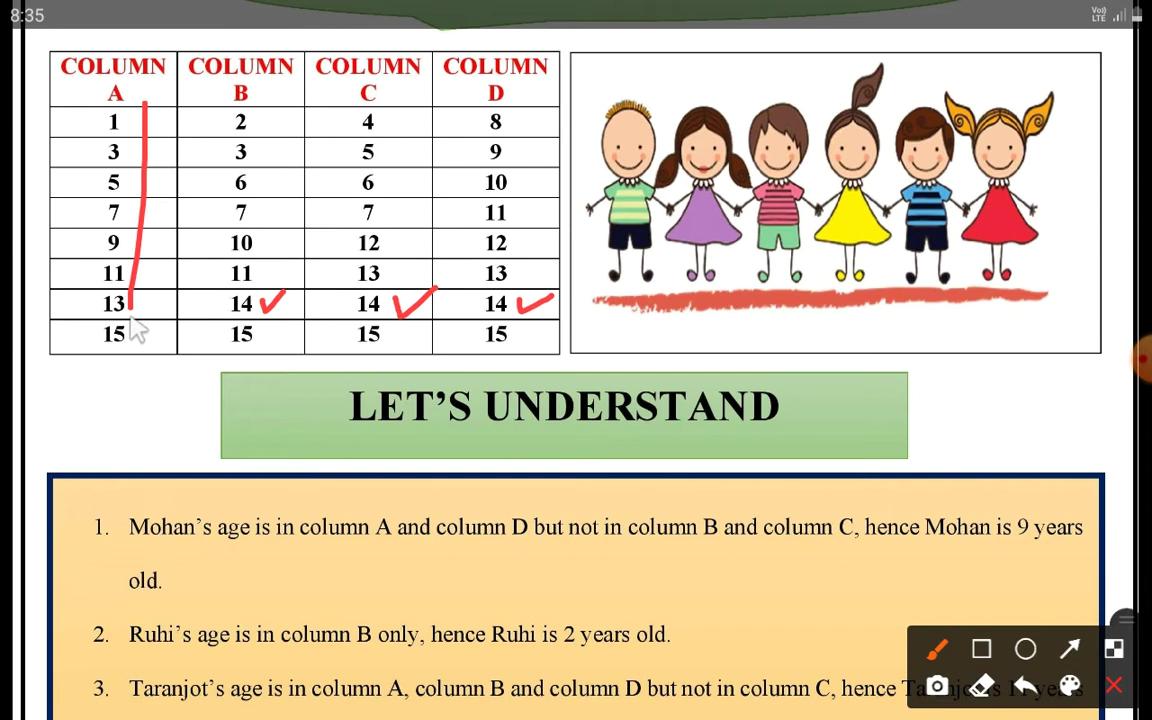 8:35
Vo)) LTE
COLUMN A COLUMN B COLUMN C COLUMN D
1 2 4 8
3 3 5 9
5 6 6 10
7 7 7 11
9 10 12 12
11 11 13 13
13 14 14 14
15 15 15 15
LET’S UNDERSTAND
1. Mohan’s age is in column A and column D but not in column B and column C, hence Mohan is 9 years
old.
2. Ruhi’s age is in column B only, hence Ruhi is 2 years old.
3. Taranjot’s age is in column A, column B and column D but not in column C, hence